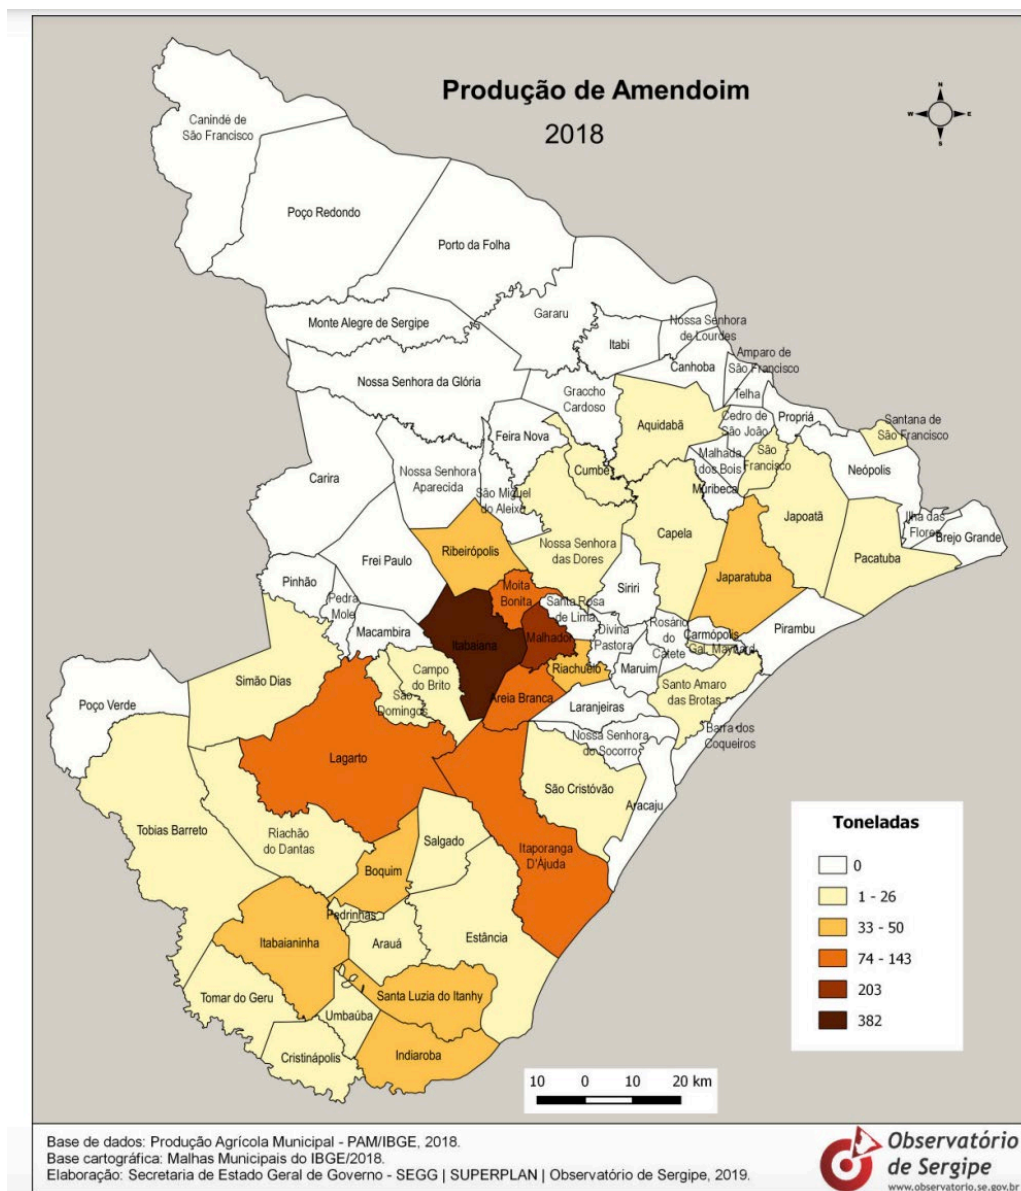 Produção de Amendoim
2018
N
W
E
S
Canindé de
São Francisco
Poço Redondo
Porto da Folha
Monte Alegre de Sergipe
Gararu
Nossa Senhora
de Lourdes
Itabi
Nossa Senhora da Glória
Canhoba
Amparo de
São Francisco
Graccho
Cardoso
Telha
Aquidabã
Cedro de
São João
Propriá
Santana de
São Francisco
Feira Nova
Carira
Nossa Senhora
Aparecida
Cumbe
Malhada
dos Bois
São
Francisco
Neópolis
São Miguel
do Aleixo
Muribeca
Japoatã
Ilha das
Flores
Brejo Grande
Ribeirópolis
Nossa Senhora
das Dores
Capela
Pacatuba
Frei Paulo
Pinhão
Pedra
Mole
Moita
Bonita
Siriri
Japaratuba
Macambira
Itabaiana
Santa Rosa
de Lima
Malhador
Divina
Pastora
Rosário
do
Catete
Carmópolis
Gal. Maynard
Pirambu
Simão Dias
Campo
do Brito
São
Domingos
Riachuelo
Maruim
Santo Amaro
das Brotas
Poço Verde
Areia Branca
Laranjeiras
Nossa Senhora
do Socorro
Barra dos
Coqueiros
Lagarto
São Cristóvão
Aracaju
Tobias Barreto
Riachão
do Dantas
Salgado
Itaporanga
D'Ájuda
Boquim
Pedrinhas
Itabaianinha
Arauá
Estância
Tomar do Geru
Santa Luzia do Itanhy
Umbaúba
Cristinápolis
Indiaroba
Toneladas
0
1 - 26
33 - 50
74 - 143
203
382
10 0 10 20 km
Base de dados: Produção Agrícola Municipal - PAM/IBGE, 2018.
Base cartográfica: Malhas Municipais do IBGE/2018.
Elaboração: Secretaria de Estado Geral de Governo - SEGG | SUPERPLAN | Observatório de Sergipe, 2019.
Observatório
de Sergipe
www.observatorio.se.gov.br